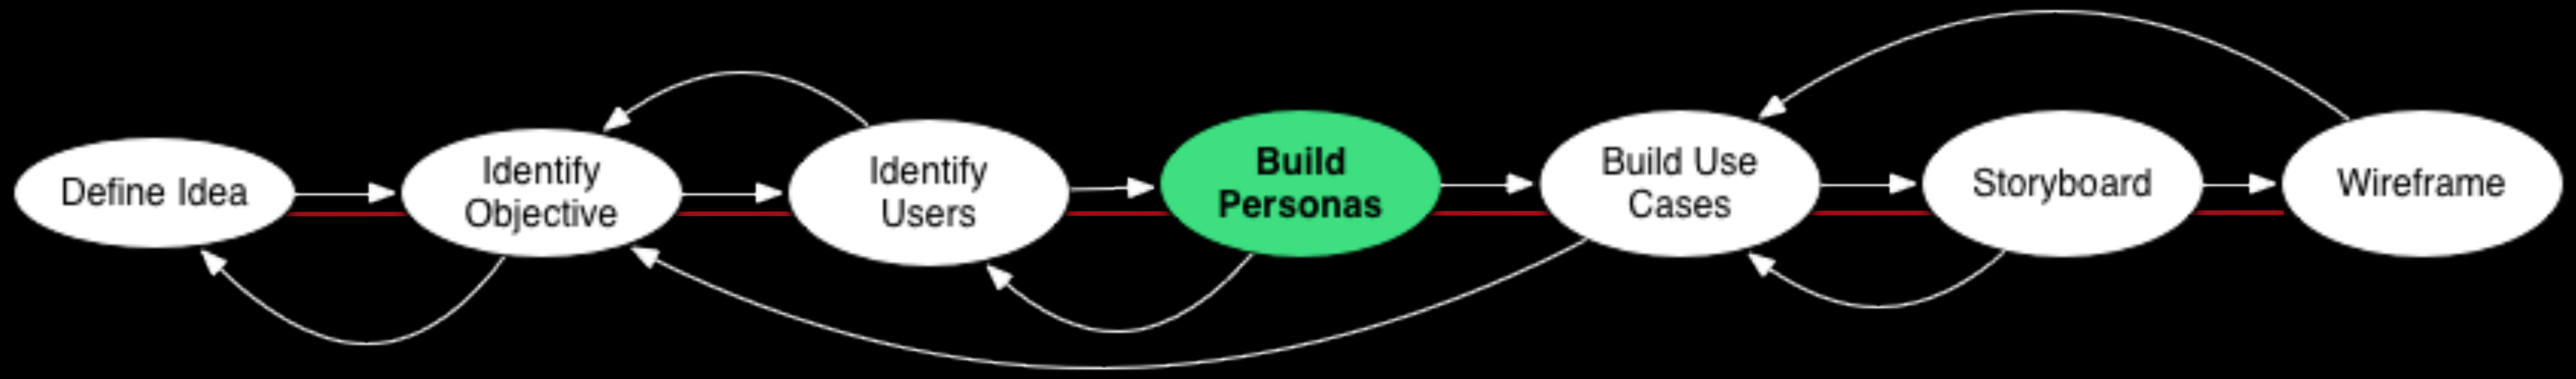 Define Idea
Identify
Objective
Identify
Users
Build
Personas
Build Use
Cases
Storyboard
Wireframe